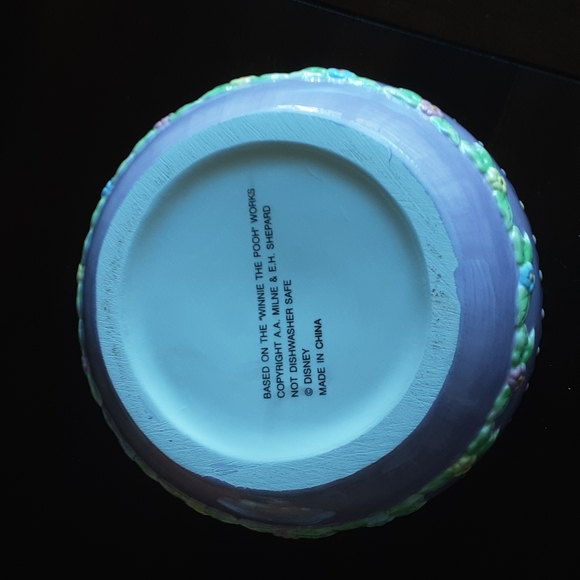 BASED ON THE "WINNIE THE POOH" WORKS
COPYRIGHT A.A. MILNE & E.H. SHEPARD
NOT DISHWASHER SAFE
© DISNEY
MADE IN CHINA